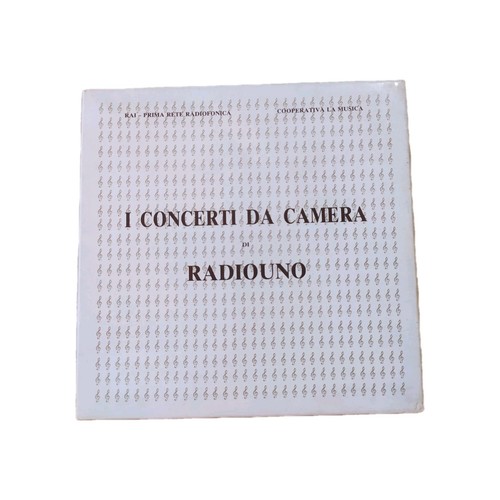 RAI - PRIMA RETE RADIOFONICA
COOPERATIVA LA MUSICA
I CONCERTI DA CAMERA
DI
RADIOUNO